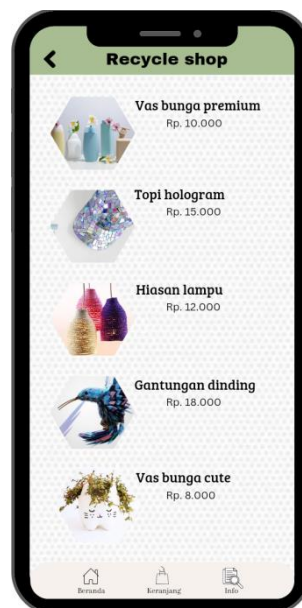 Recycle shop
Vas bunga premium
Rp. 10.000
Topi hologram
Rp. 15.000
Hiasan lampu
Rp. 12.000
Gantungan dinding
Rp. 18.000
Vas bunga cute
Rp. 8.000
Beranda
Keranjang
Info